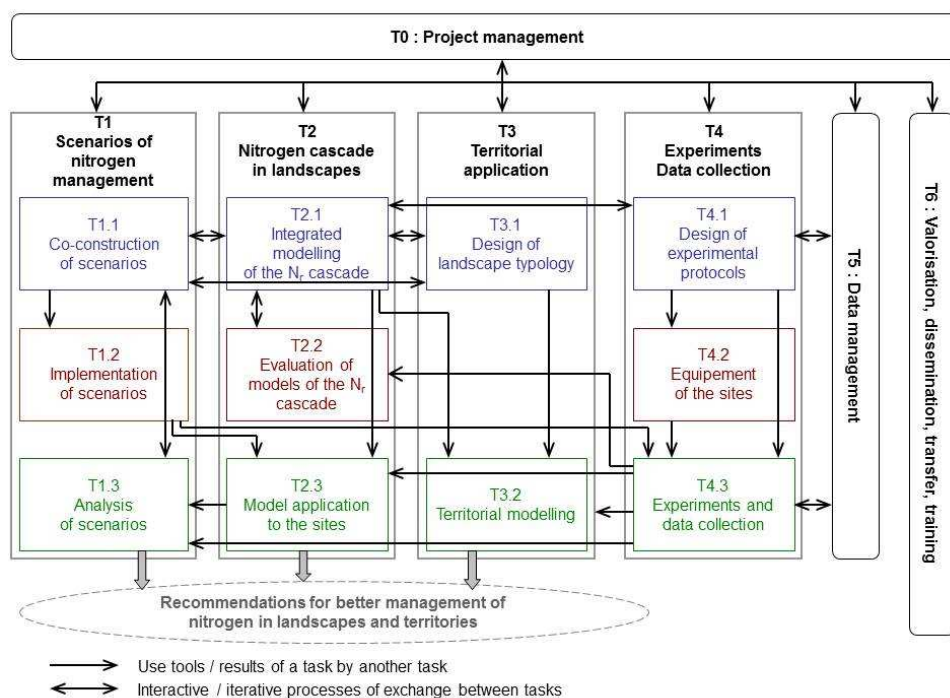 T0 : Project management
T1
Scenarios of
nitrogen
management
T2
Nitrogen cascade
in landscapes
T3
Territorial
application
T4
Experiments
Data collection
T1.1
Co-construction
of scenarios
T2.1
Integrated
modelling
of the Nr cascade
T3.1
Design of
landscape typology
T4.1
Design of
experimental
protocols
T1.2
Implementation
of scenarios
T2.2
Evaluation of
models of the Nr
cascade
T4.2
Equipement
of the sites
T1.3
Analysis
of scenarios
T2.3
Model application
to the sites
T3.2
Territorial modelling
T4.3
Experiments and
data collection
T5 : Data management
T6 : Valorisation, dissemination, transfer, training
Recommendations for better management of
nitrogen in landscapes and territories
Use tools / results of a task by another task
Interactive / iterative processes of exchange between tasks